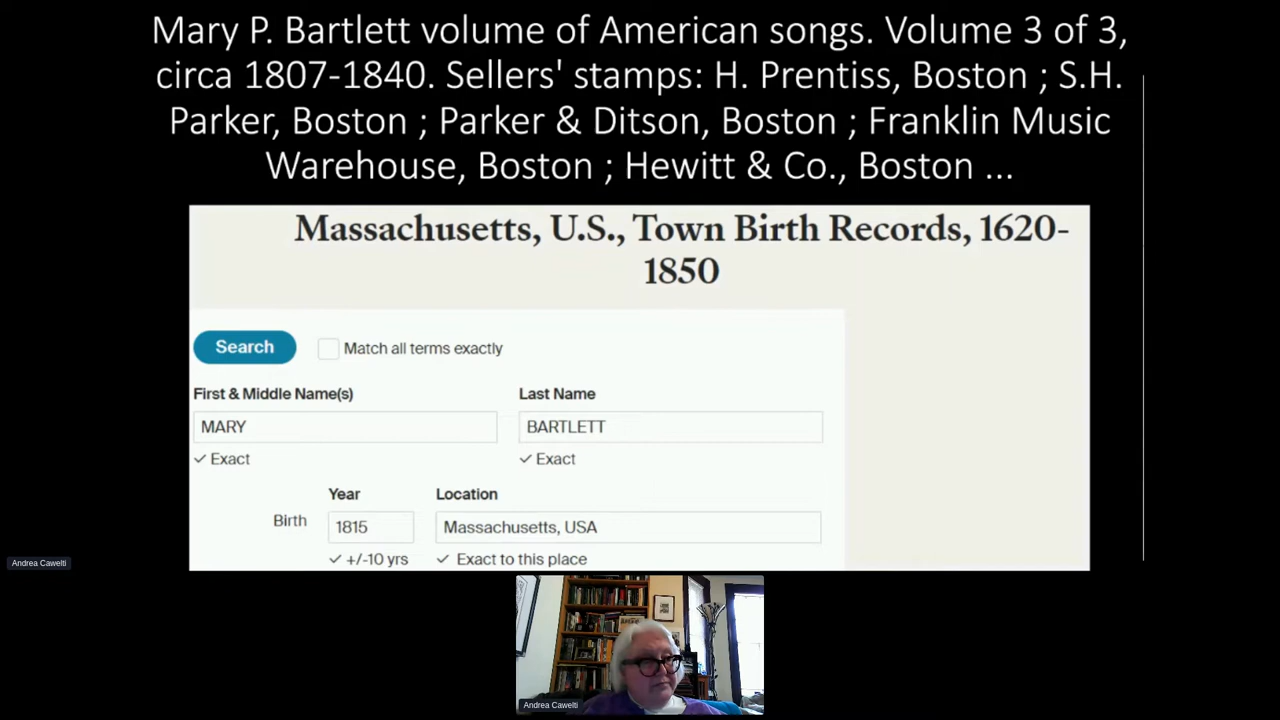 Mary P. Bartlett volume of American songs. Volume 3 of 3,
circa 1807-1840. Sellers' stamps: H. Prentiss, Boston ; S.H.
Parker, Boston ; Parker & Ditson, Boston ; Franklin Music
Warehouse, Boston ; Hewitt & Co., Boston ...
Massachusetts, U.S., Town Birth Records, 1620-
1850
Search
Match all terms exactly
First & Middle Name(s)
Last Name
MARY
BARTLETT
Exact
Exact
Year
Location
Birth
1815
Massachusetts, USA
+/-10 yrs
Exact to this place
Andrea Cawelti
Andrea Cawelti